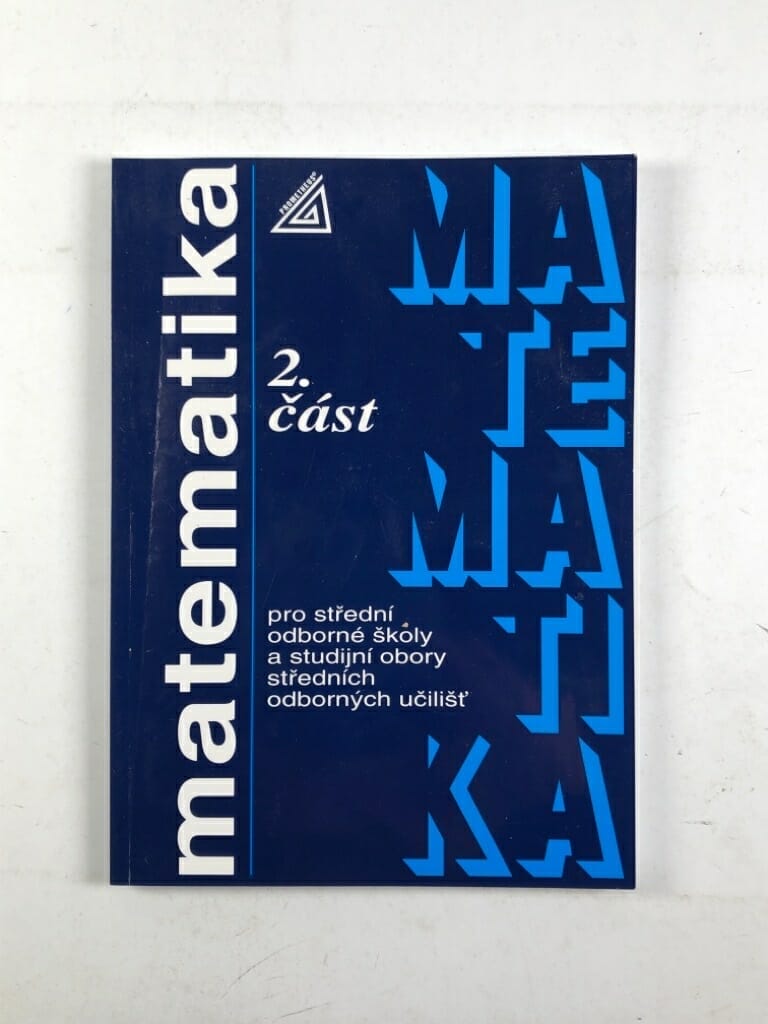 matematika
PROMETHEUS®
2.
část
pro střední
odborné školy
a studijní obory
středních
odborných učilišť
MA
TE
MA
TI
KA